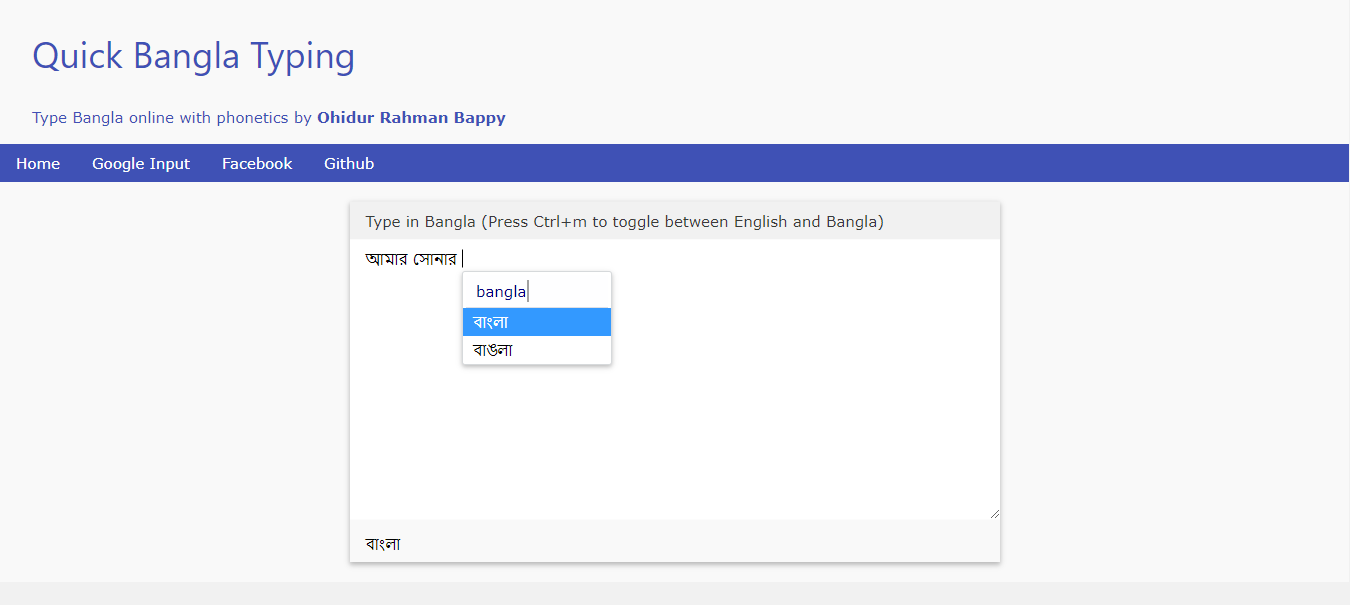 Quick Bangla Typing
Type Bangla online with phonetics by Ohidur Rahman Bappy
Home Google Input Facebook Github
Type in Bangla (Press Ctrl+m to toggle between English and Bangla)
আমার সোনার
bangla
বাংলা
বাঙলা
বাংলা